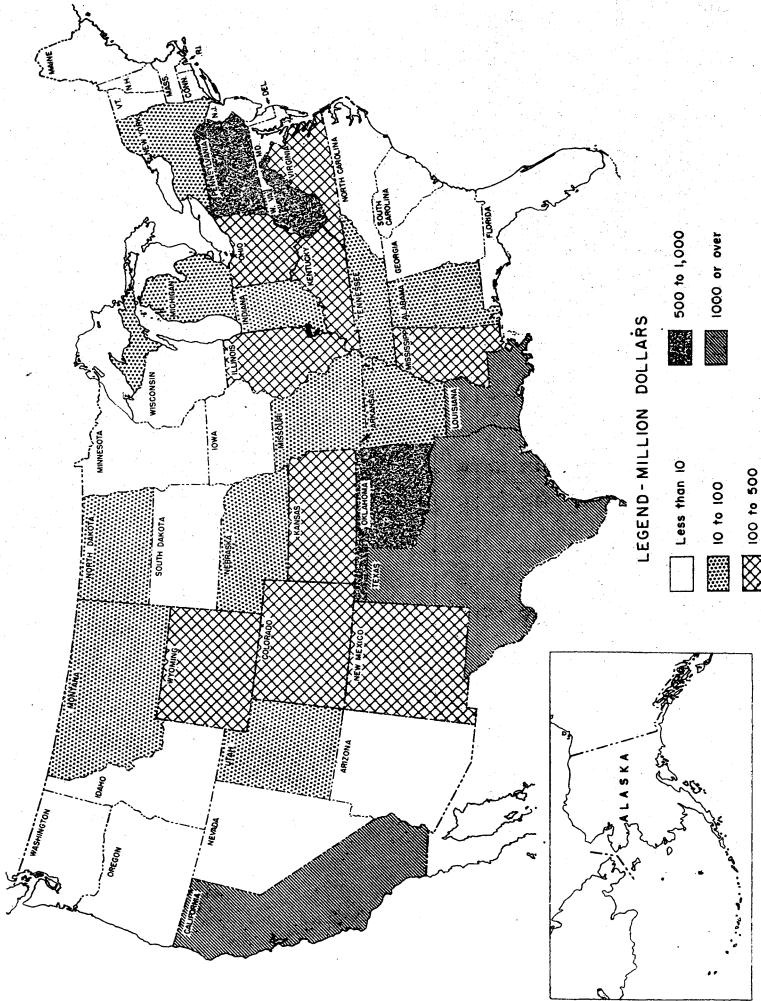 WASHINGTON
MONTANA
NORTH DAKOTA
MINNESOTA
MAINE
VT.
N.H.
MASS.
CONN.
R.I.
OREGON
IDAHO
WYOMING
SOUTH DAKOTA
WISCONSIN
MICHIGAN
NEW YORK
NEVADA
UTAH
COLORADO
NEBRASKA
IOWA
ILLINOIS
INDIANA
OHIO
PENNSYLVANIA
N.J.
DEL.
MD.
W. VA.
VIRGINIA
CALIFORNIA
ARIZONA
NEW MEXICO
KANSAS
MISSOURI
KENTUCKY
TENNESSEE
NORTH CAROLINA
SOUTH CAROLINA
TEXAS
OKLAHOMA
ARKANSAS
LOUISIANA
MISSISSIPPI
ALABAMA
GEORGIA
FLORIDA
ALASKA
LEGEND-MILLION DOLLARS
Less than 10
10 to 100
100 to 500
500 to 1,000
1000 or over